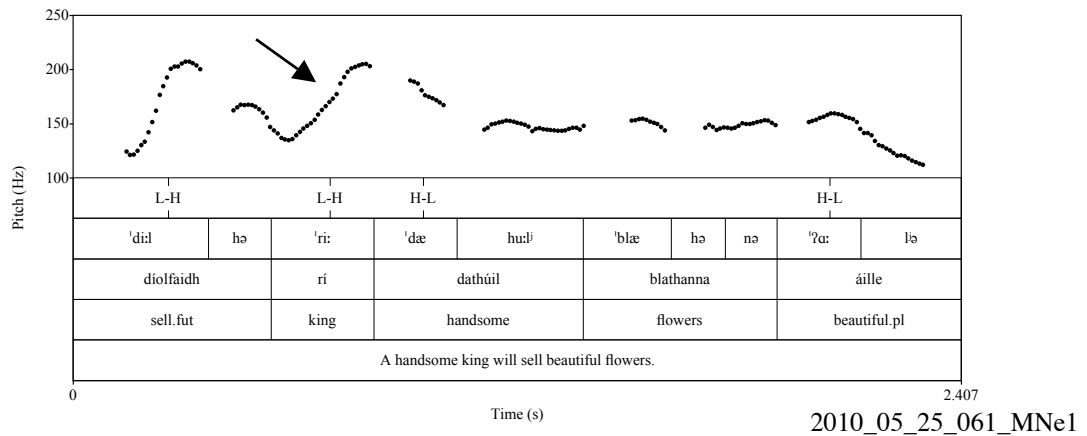 250
200
150
100
Pitch (Hz)
L-H L-H H-L H-L
ˈdiːl hə ˈriː ˈdæ huːlʲ ˈblæ hə nə ˈʔɑː lʲə
díolfaidh rí dathúil blathanna áille
sell.fut king handsome flowers beautiful.pl
A handsome king will sell beautiful flowers.
0 2.407
Time (s)
2010_05_25_061_MNe1